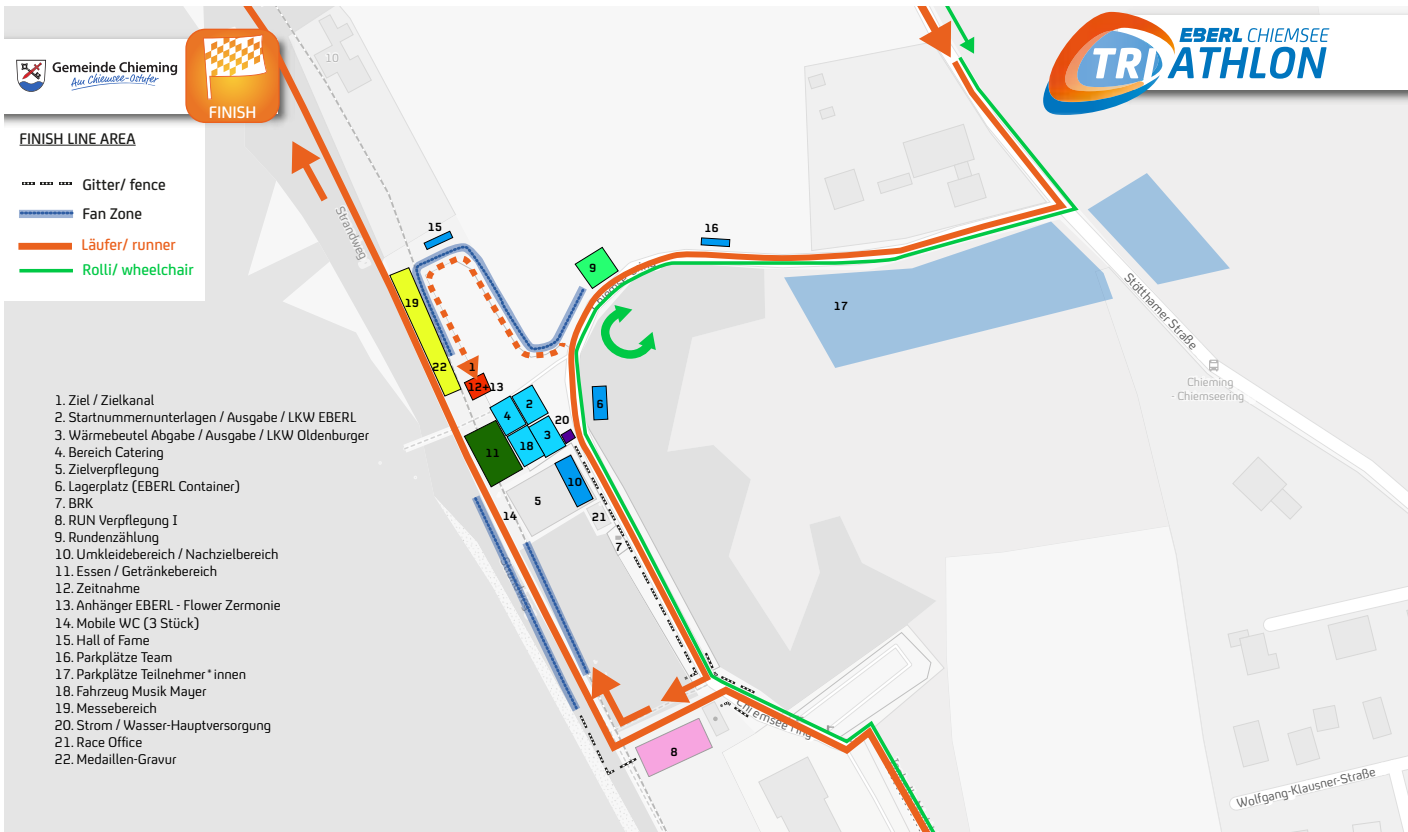 Gemeinde Chieming
Am Chiemsee-Ostufer
FINISH
EBERL CHIEMSEE
TRIATHLON
FINISH LINE AREA
Gitter/ fence
Fan Zone
Läufer/ runner
Rolli/ wheelchair
10
Strandweg
15
16
9
19
17
Stötthamer Straße
22
1
12+13
Chieming
- Chiemseering
2
4
6
20
3
18
11
10
5
14
21
7
8
Chiemsee ring
Wolfgang-Klausner-Straße
1. Ziel / Zielkanal
2. Startnummernunterlagen / Ausgabe / LKW EBERL
3. Wärmebeutel Abgabe / Ausgabe / LKW Oldenburger
4. Bereich Catering
5. Zielverpflegung
6. Lagerplatz (EBERL Container)
7. BRK
8. RUN Verpflegung I
9. Rundenzählung
10. Umkleidebereich / Nachzielbereich
11. Essen / Getränkebereich
12. Zeitnahme
13. Anhänger EBERL - Flower Zermonie
14. Mobile WC (3 Stück)
15. Hall of Fame
16. Parkplätze Team
17. Parkplätze Teilnehmer*innen
18. Fahrzeug Musik Mayer
19. Messebereich
20. Strom / Wasser-Hauptversorgung
21. Race Office
22. Medaillen-Gravur